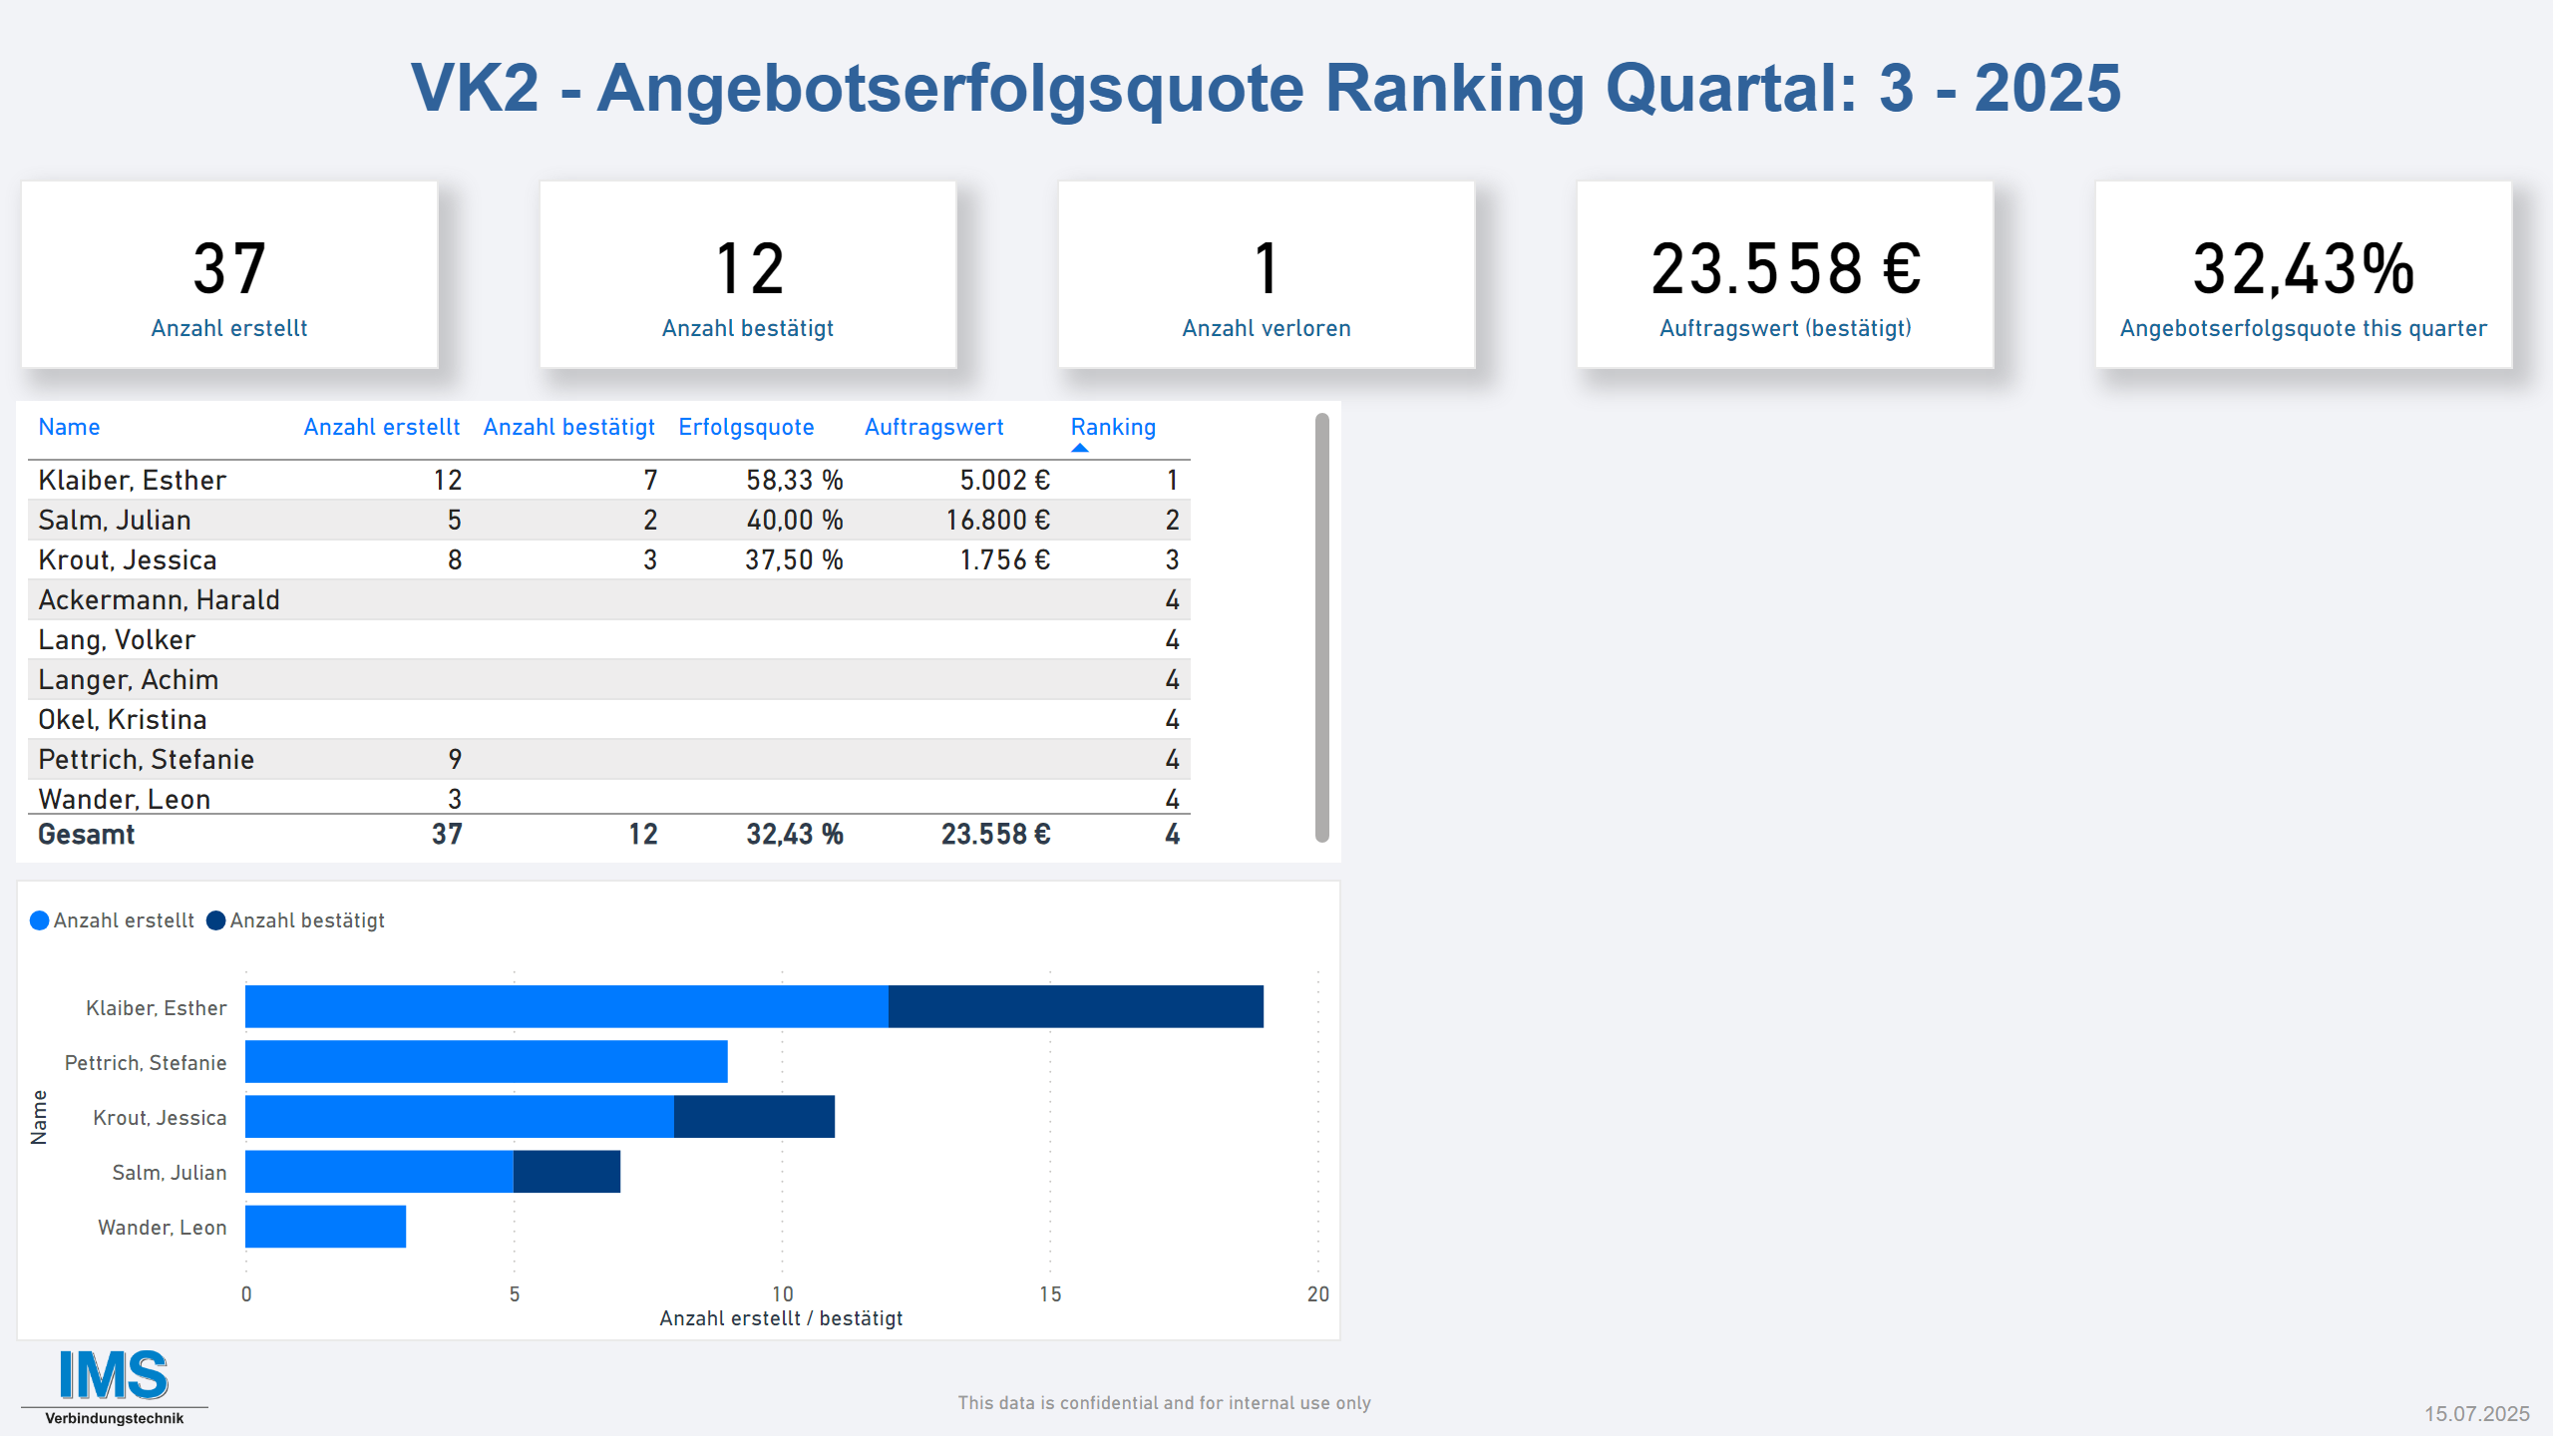 VK2 - Angebotserfolgsquote Ranking Quartal: 3 - 2025
37
Anzahl erstellt
12
Anzahl bestätigt
1
Anzahl verloren
23.558 €
Auftragswert (bestätigt)
32,43%
Angebotserfolgsquote this quarter
Name Anzahl erstellt Anzahl bestätigt Erfolgsquote Auftragswert Ranking
Klaiber, Esther 12 7 58,33 % 5.002 € 1
Salm, Julian 5 2 40,00 % 16.800 € 2
Krout, Jessica 8 3 37,50 % 1.756 € 3
Ackermann, Harald 4
Lang, Volker 4
Langer, Achim 4
Okel, Kristina 4
Pettrich, Stefanie 9 4
Wander, Leon 3 4
Gesamt 37 12 32,43 % 23.558 € 4
Anzahl erstellt Anzahl bestätigt
Name
Klaiber, Esther
Pettrich, Stefanie
Krout, Jessica
Salm, Julian
Wander, Leon
0 5 10 15 20
Anzahl erstellt / bestätigt
IMS
Verbindungstechnik
This data is confidential and for internal use only
15.07.2025